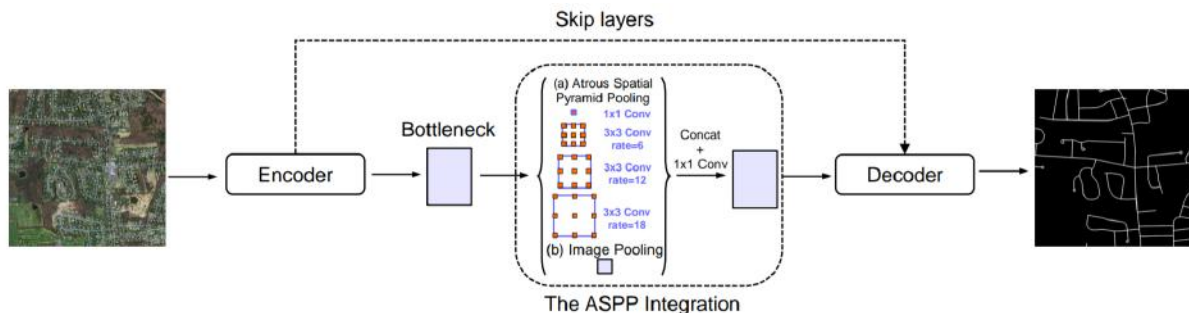 Skip layers
Encoder
Bottleneck
(a) Atrous Spatial
Pyramid Pooling
1x1 Conv
3x3 Conv
rate=6
3x3 Conv
rate=12
3x3 Conv
rate=18
(b) Image Pooling
Concat
+
1x1 Conv
Decoder
The ASPP Integration